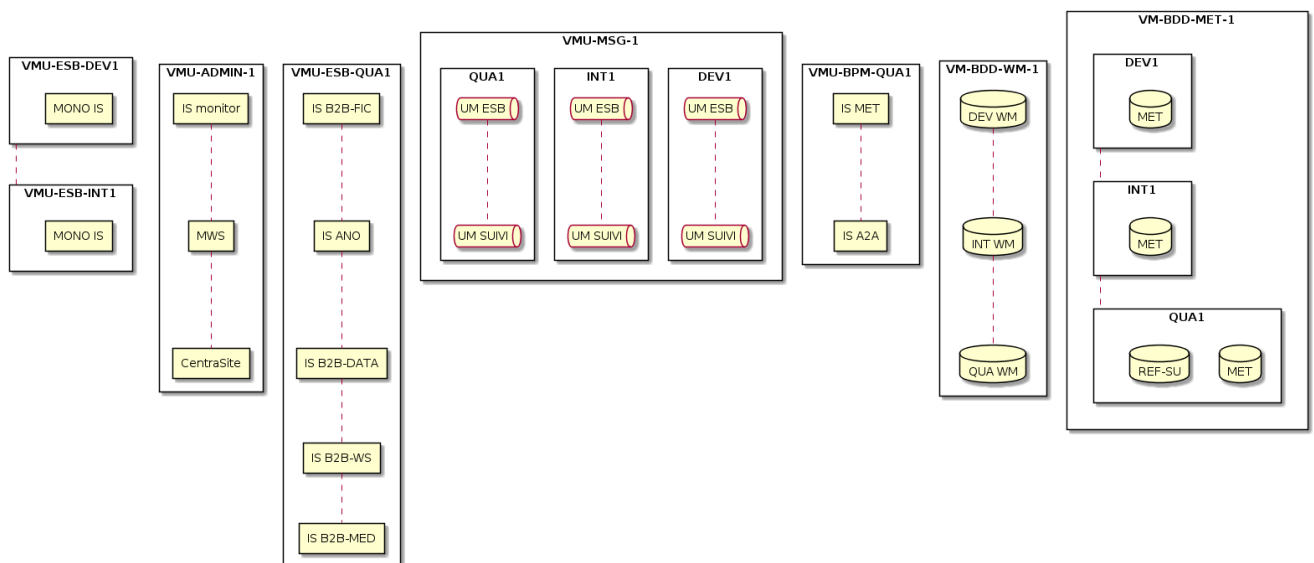 VMU-ESB-DEV1
MONO IS
VMU-ESB-INT1
MONO IS
VMU-ADMIN-1
IS monitor
MWS
CentraSite
VMU-ESB-QUA1
IS B2B-FIC
IS ANO
IS B2B-DATA
IS B2B-WS
IS B2B-MED
VMU-MSG-1
QUA1
UM ESB
UM SUIVI
INT1
UM ESB
UM SUIVI
DEV1
UM ESB
UM SUIVI
VMU-BPM-QUA1
IS MET
IS A2A
VM-BDD-WM-1
DEV WM
INT WM
QUA WM
VM-BDD-MET-1
DEV1
MET
INT1
MET
QUA1
REF-SU
MET